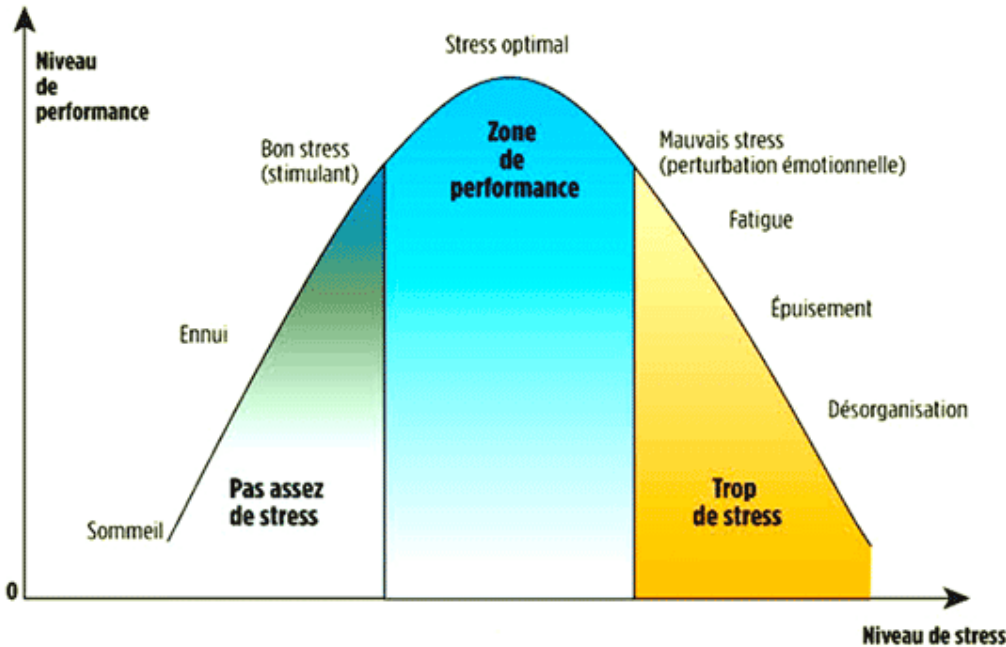 Niveau
de
performance
Stress optimal
Zone
de
performance
Bon stress
(stimulant)
Mauvais stress
(perturbation émotionnelle)
Fatigue
Ennui
Épuisement
Désorganisation
Pas assez
de stress
Trop
de stress
Sommeil
0
Niveau de stress